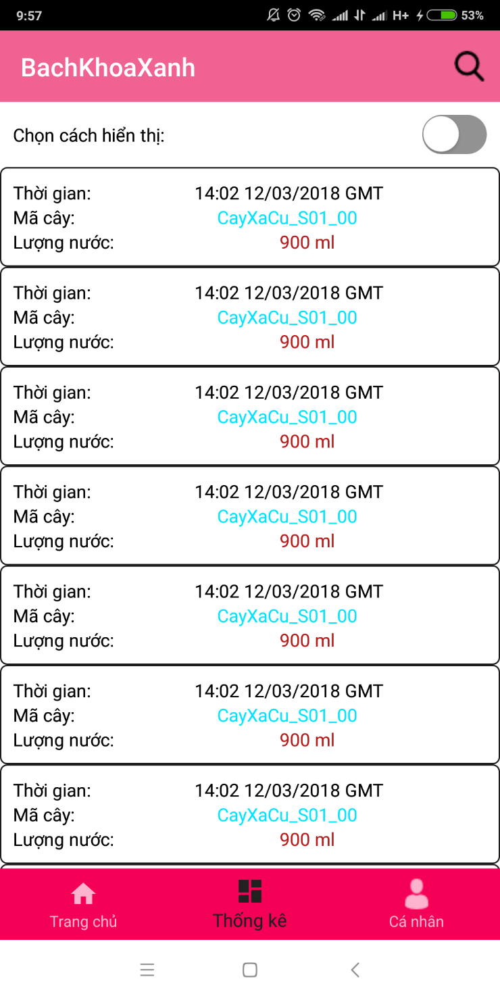 9:57 H+ 53%
BachKhoaXanh
Chọn cách hiển thị:
Thời gian: 14:02 12/03/2018 GMT
Mã cây: CayXaCu_S01_00
Lượng nước: 900 ml
Thời gian: 14:02 12/03/2018 GMT
Mã cây: CayXaCu_S01_00
Lượng nước: 900 ml
Thời gian: 14:02 12/03/2018 GMT
Mã cây: CayXaCu_S01_00
Lượng nước: 900 ml
Thời gian: 14:02 12/03/2018 GMT
Mã cây: CayXaCu_S01_00
Lượng nước: 900 ml
Thời gian: 14:02 12/03/2018 GMT
Mã cây: CayXaCu_S01_00
Lượng nước: 900 ml
Thời gian: 14:02 12/03/2018 GMT
Mã cây: CayXaCu_S01_00
Lượng nước: 900 ml
Thời gian: 14:02 12/03/2018 GMT
Mã cây: CayXaCu_S01_00
Lượng nước: 900 ml
Trang chủ Thống kê Cá nhân